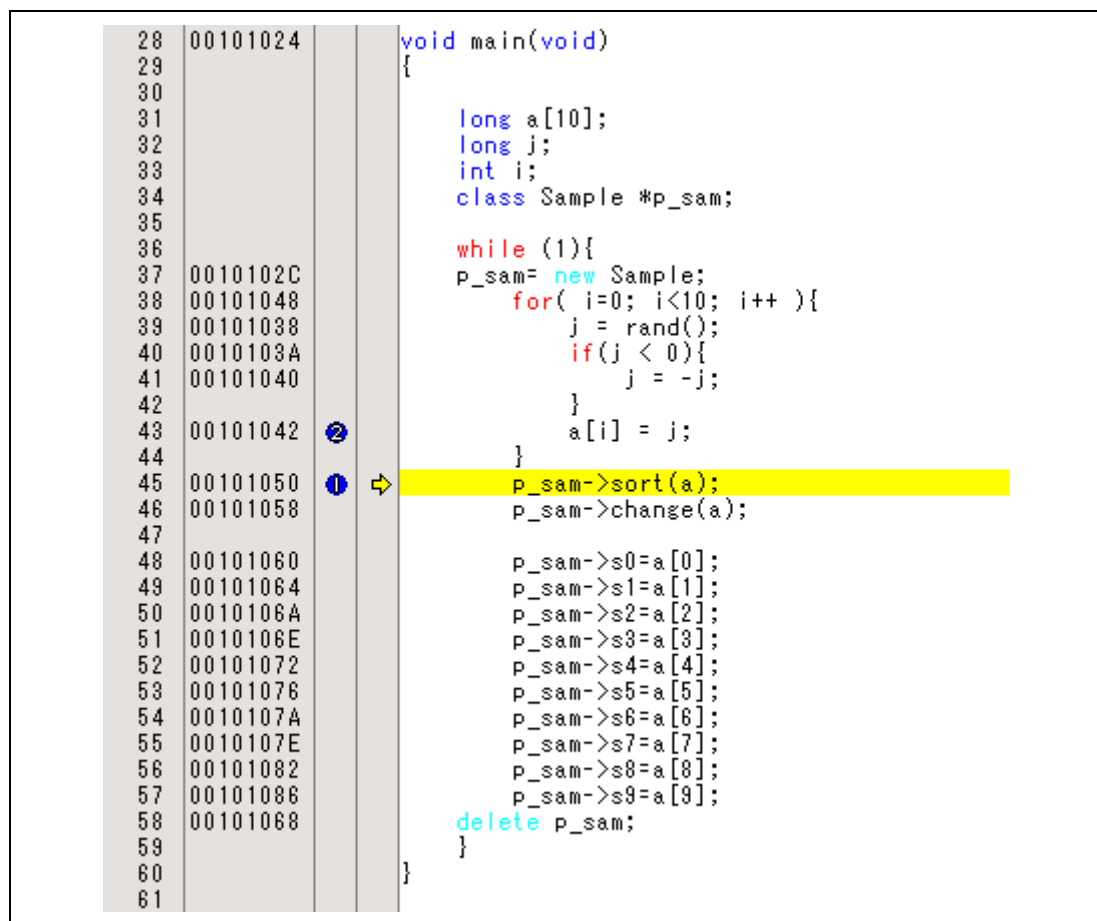 28 00101024 void main(void)
29 {
30
31 long a[10];
32 long j;
33 int i;
34 class Sample *p_sam;
35
36 while (1){
37 0010102C p_sam= new Sample;
38 00101048 for( i=0; i<10; i++ ){
39 00101038 j = rand();
40 0010103A if(j < 0){
41 00101040 j = -j;
42 }
43 00101042 2 a[i] = j;
44 }
45 00101050 1 p_sam->sort(a);
46 00101058 p_sam->change(a);
47
48 00101060 p_sam->s0=a[0];
49 00101064 p_sam->s1=a[1];
50 0010106A p_sam->s2=a[2];
51 0010106E p_sam->s3=a[3];
52 00101072 p_sam->s4=a[4];
53 00101076 p_sam->s5=a[5];
54 0010107A p_sam->s6=a[6];
55 0010107E p_sam->s7=a[7];
56 00101082 p_sam->s8=a[8];
57 00101086 p_sam->s9=a[9];
58 00101068 delete p_sam;
59 }
60 }
61